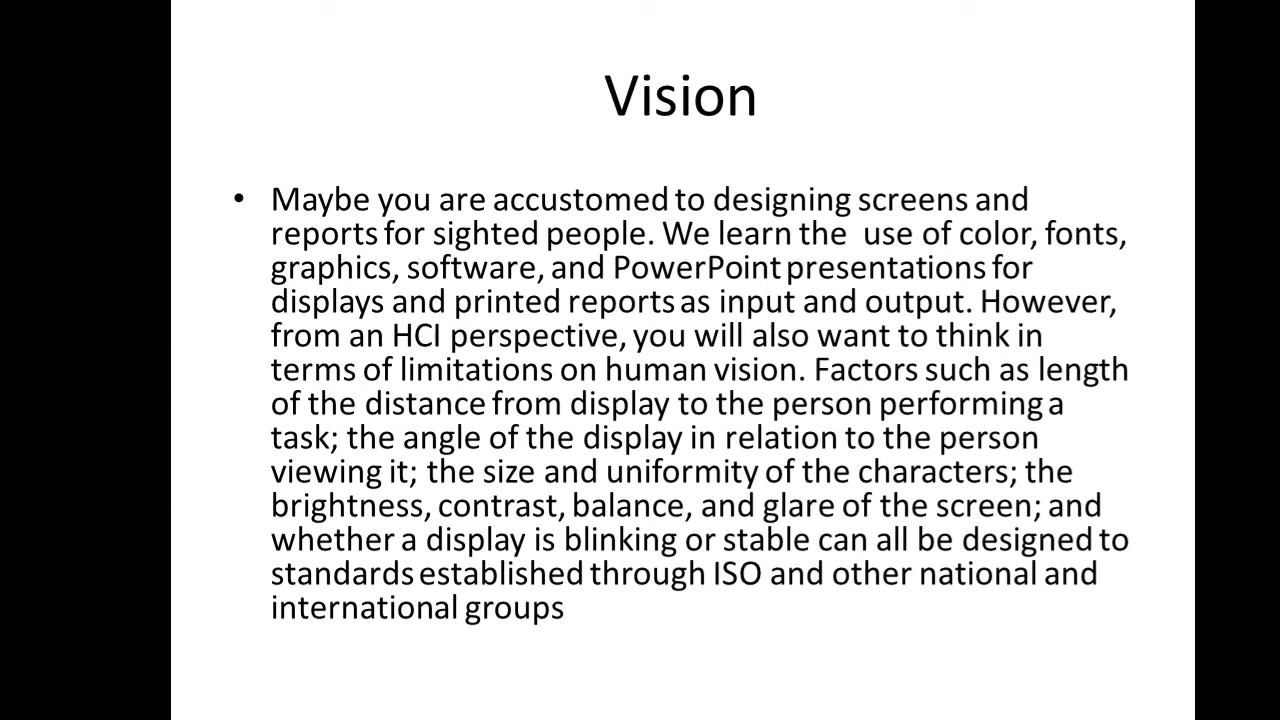 Vision
• Maybe you are accustomed to designing screens and
reports for sighted people. We learn the  use of color, fonts,
graphics, software, and PowerPoint presentations for
displays and printed reports as input and output. However,
from an HCI perspective, you will also want to think in
terms of limitations on human vision. Factors such as length
of the distance from display to the person performing a
task; the angle of the display in relation to the person
viewing it; the size and uniformity of the characters; the
brightness, contrast, balance, and glare of the screen; and
whether a display is blinking or stable can all be designed to
standards established through ISO and other national and
international groups